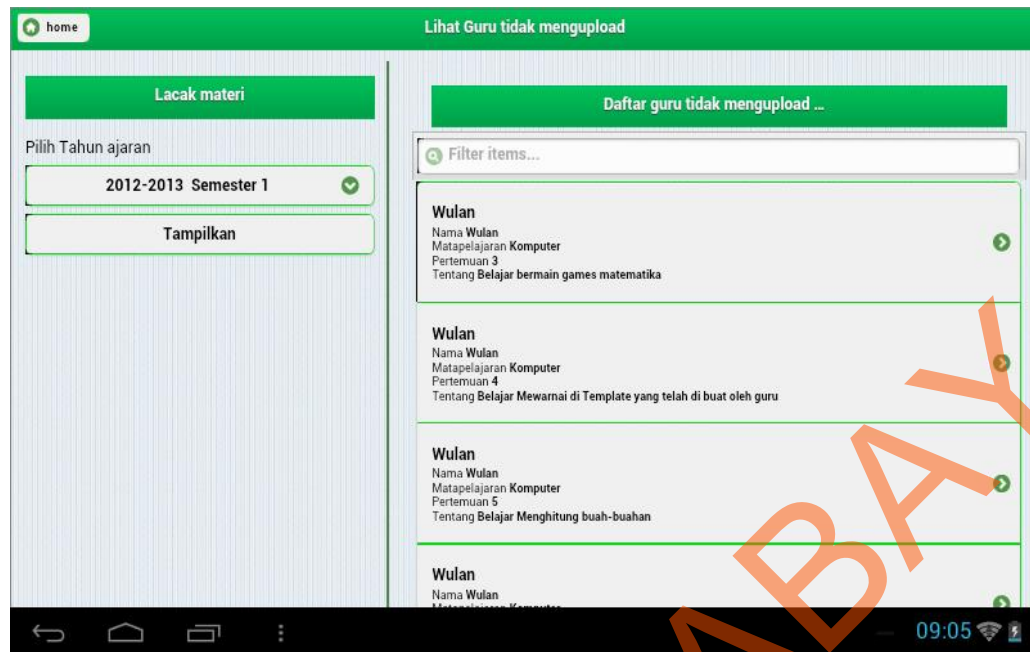 home
Lihat Guru tidak mengupload
Lacak materi
Pilih Tahun ajaran
2012-2013 Semester 1
Tampilkan
Daftar guru tidak mengupload ...
Filter items...
Wulan
Nama Wulan
Matapelajaran Komputer
Pertemuan 3
Tentang Belajar bermain games matematika
Wulan
Nama Wulan
Matapelajaran Komputer
Pertemuan 4
Tentang Belajar Mewarnai di Template yang telah di buat oleh guru
Wulan
Nama Wulan
Matapelajaran Komputer
Pertemuan 5
Tentang Belajar Menghitung buah-buahan
Wulan
Nama Wulan
Matapelajaran Komputer
09:05
ABAY